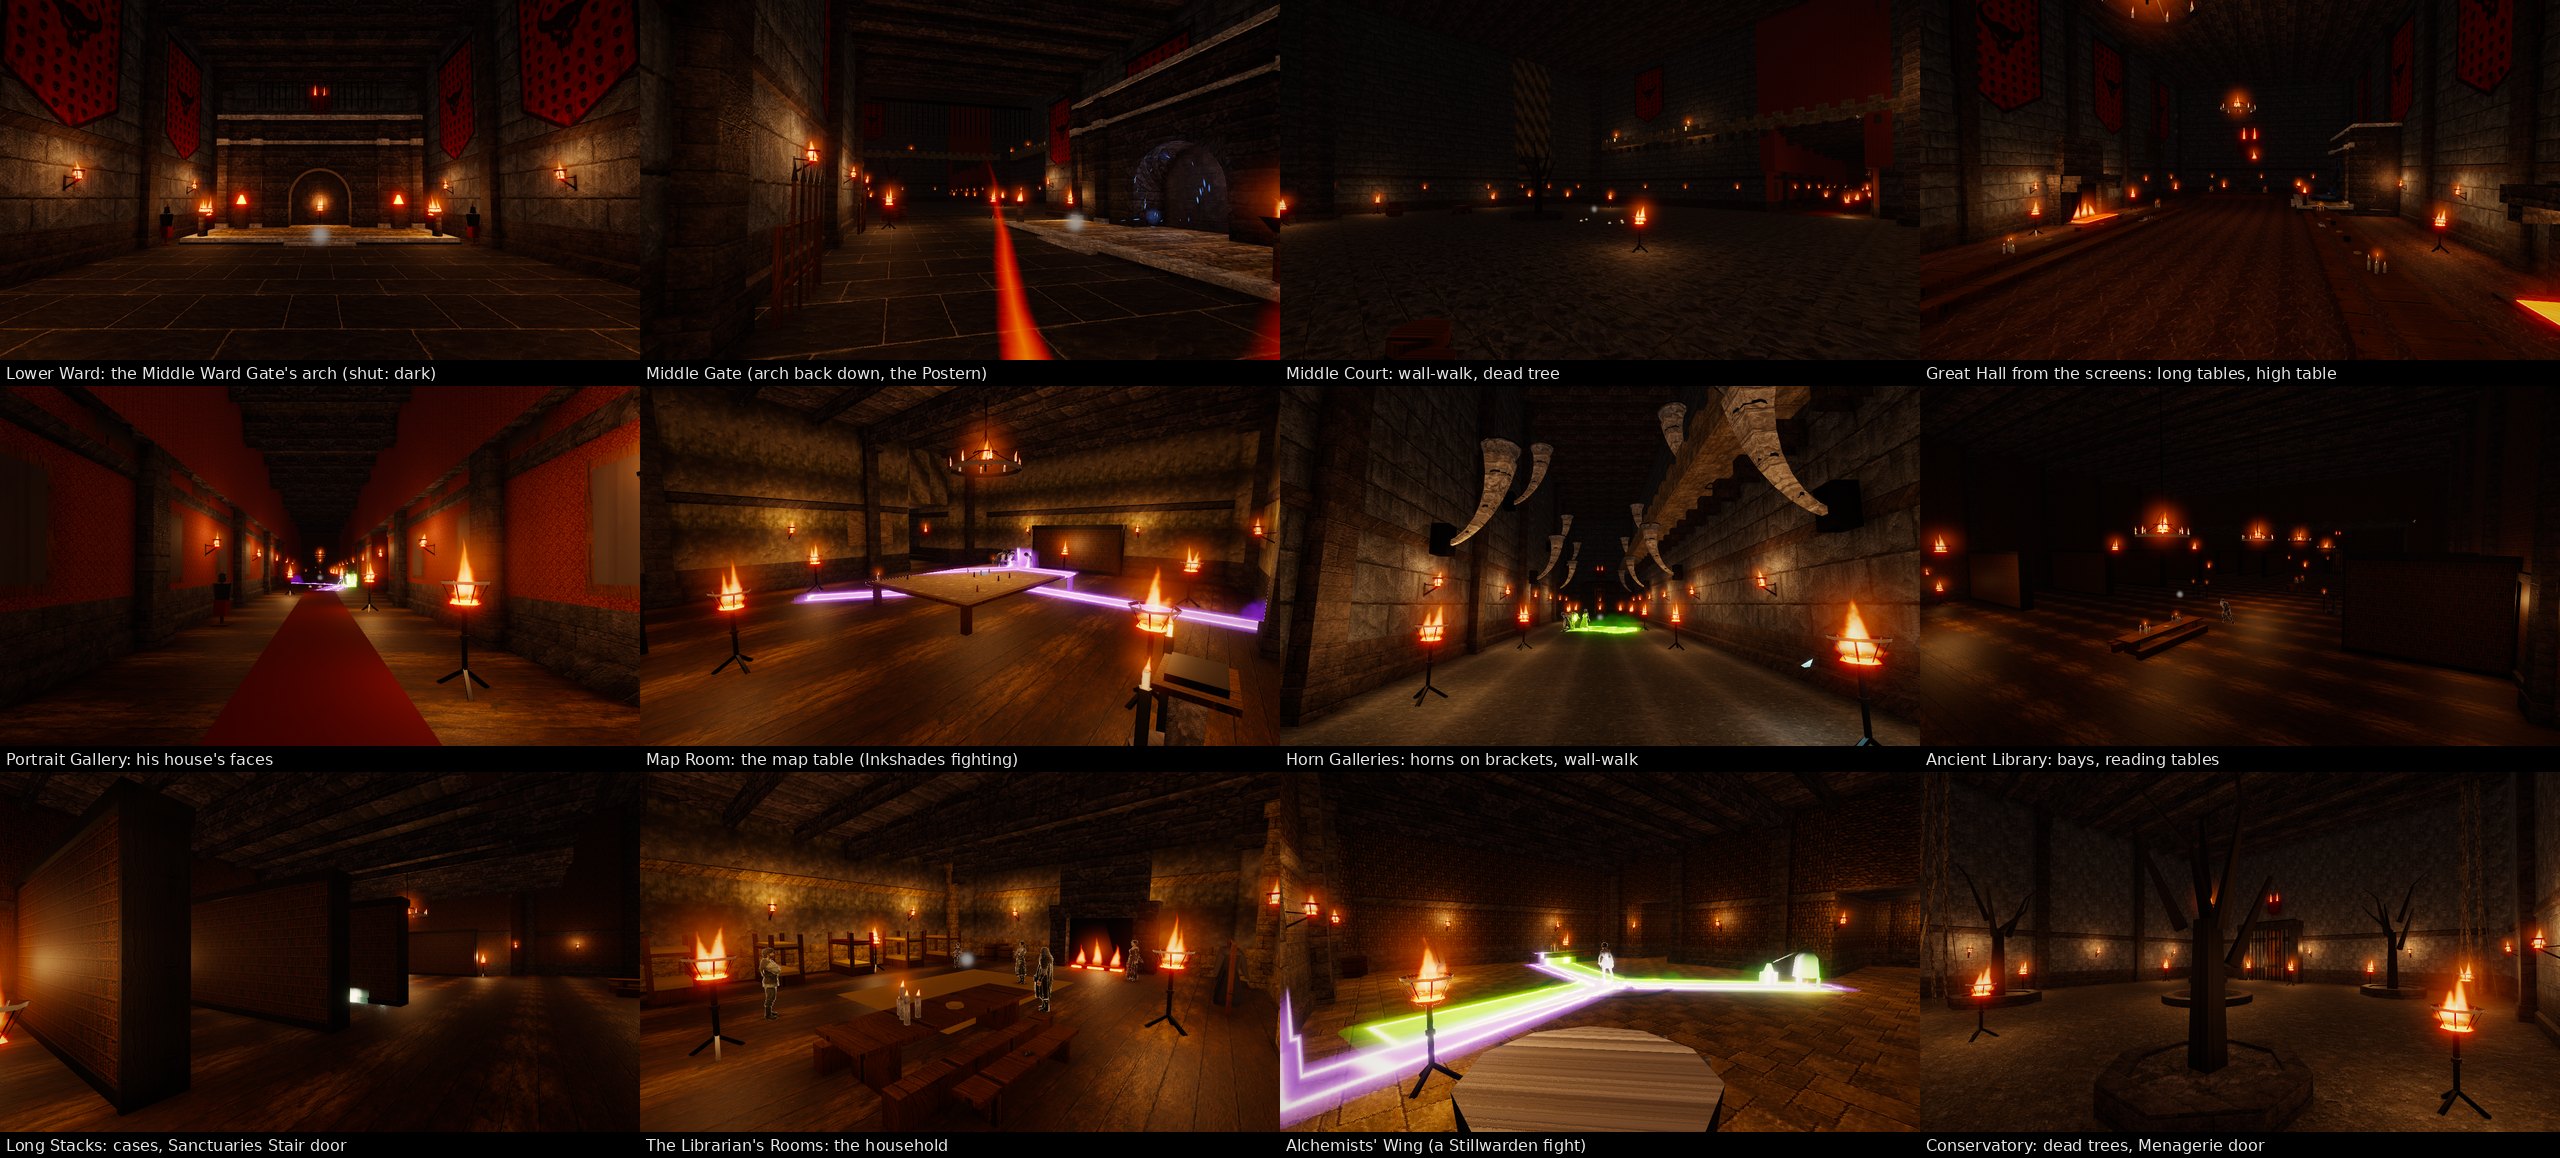 Lower Ward: the Middle Ward Gate's arch (shut: dark)
Middle Gate (arch back down, the Postern)
Middle Court: wall-walk, dead tree
Great Hall from the screens: long tables, high table
Portrait Gallery: his house's faces
Map Room: the map table (Inkshades fighting)
Horn Galleries: horns on brackets, wall-walk
Ancient Library: bays, reading tables
Long Stacks: cases, Sanctuaries Stair door
The Librarian's Rooms: the household
Alchemists' Wing (a Stillwarden fight)
Conservatory: dead trees, Menagerie door